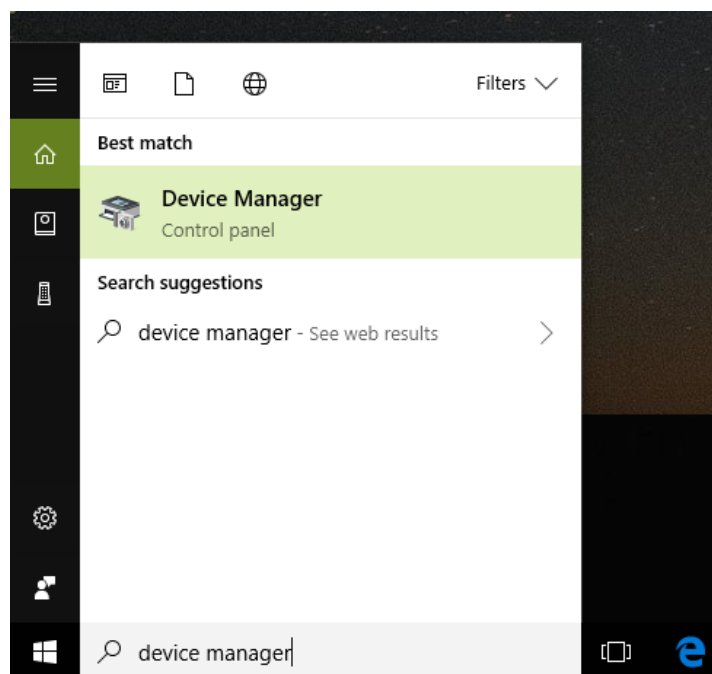 Filters
Best match
Device Manager
Control panel
Search suggestions
device manager - See web results
device manager